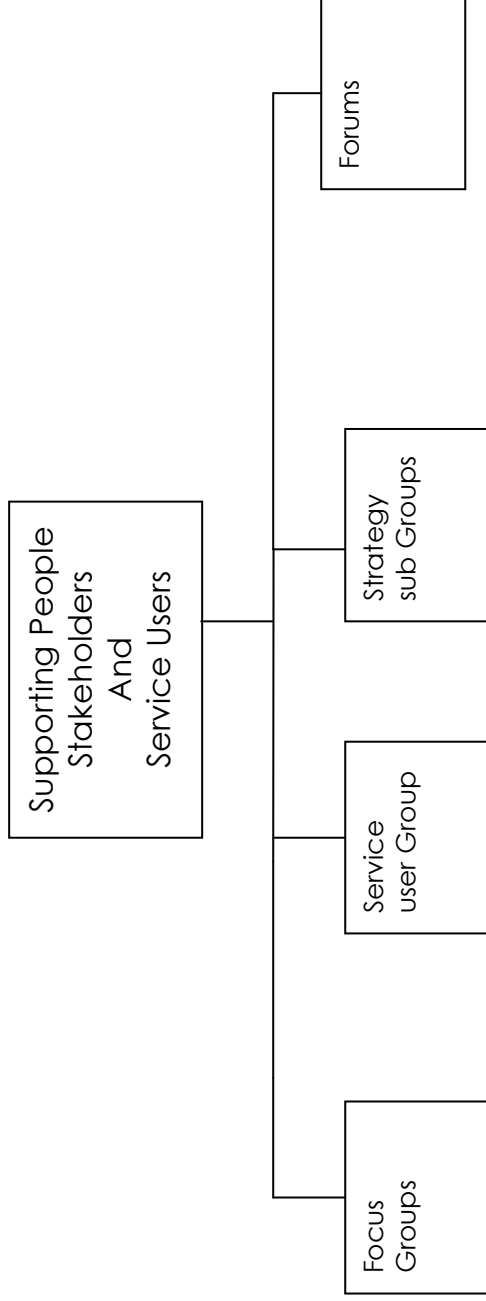 Supporting People
Stakeholders
And
Service Users
Focus
Groups
Service
user Group
Strategy
sub Groups
Forums